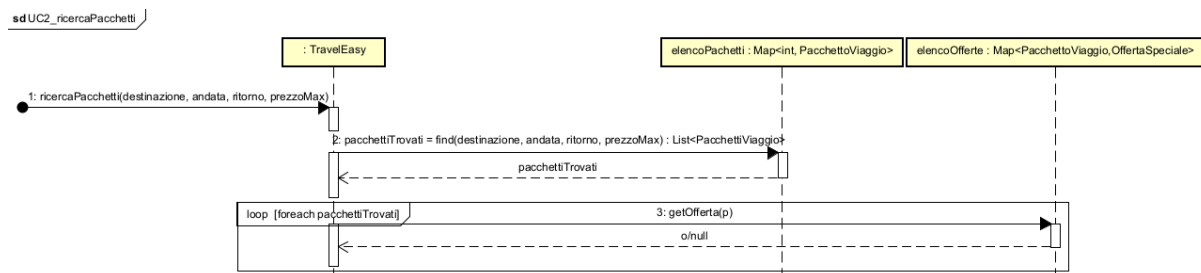 sd UC2_ricercaPacchetti
: TravelEasy
elencoPachetti : Map<int, PacchettoViaggio>
elencoOfferte : Map<PacchettoViaggio,OffertaSpeciale>
1: ricercaPacchetti(destinazione, andata, ritorno, prezzoMax)
2: pacchettiTrovati = find(destinazione, andata, ritorno, prezzoMax) : List<PacchettiViaggio>
pacchettiTrovati
loop [foreach pacchettiTrovati]
3: getOfferta(p)
o/null